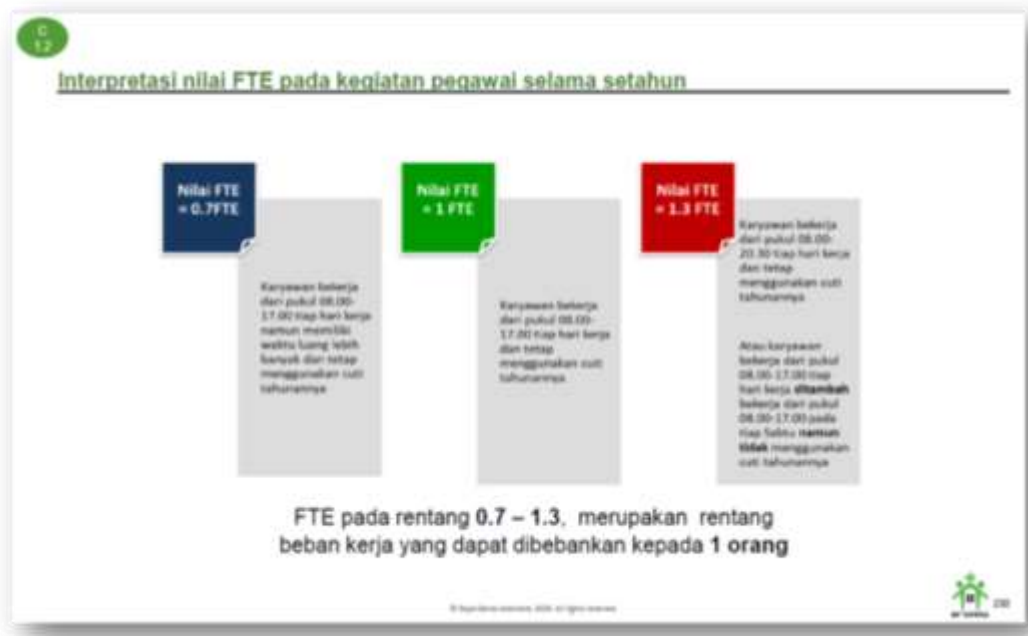 C
1.2
Interpretasi nilai FTE pada kegiatan pegawai selama setahun
Nilai FTE
= 0.7FTE
Karyawan bekerja
dari pukul 08.00-
17.00 tiap hari kerja
namun memiliki
waktu luang lebih
banyak dan tetap
menggunakan cuti
tahunannya
Nilai FTE
= 1 FTE
Karyawan bekerja
dari pukul 08.00-
17.00 tiap hari kerja
dan tetap
menggunakan cuti
tahunannya
Nilai FTE
= 1.3 FTE
Karyawan bekerja
dari pukul 08.00-
20.30 tiap hari kerja
dan tetap
menggunakan cuti
tahunannya
Atau karyawan
bekerja dari pukul
08.00-17.00 tiap
hari kerja ditambah
bekerja dari pukul
08.00-17.00 pada
tiap Sabtu namun
tidak menggunakan
cuti tahunannya
FTE pada rentang 0.7 – 1.3, merupakan rentang
beban kerja yang dapat dibebankan kepada 1 orang
All rights reserved